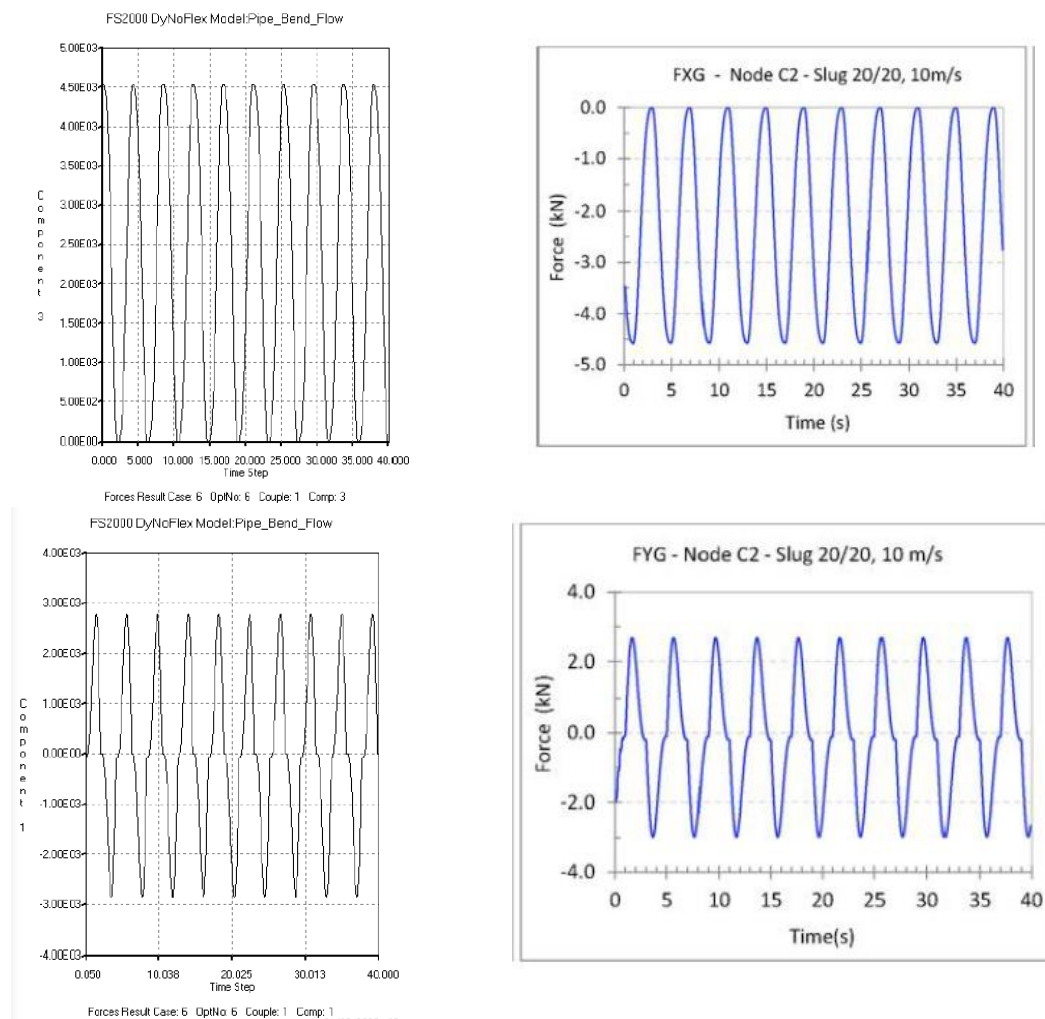 FS2000 DyNoFlex Model:Pipe_Bend_Flow
5.00E03
4.50E03
4.00E03
3.50E03
3.00E03
2.50E03
2.00E03
1.50E03
1.00E03
5.00E02
0.00E00
Component 3
0.000 5.000 10.000 15.000 20.000 25.000 30.000 35.000 40.000
Time Step
Forces Result Case: 6 OptNo: 6 Couple: 1 Comp: 3
FXG - Node C2 - Slug 20/20, 10m/s
0.0
-1.0
-2.0
-3.0
-4.0
-5.0
Force (kN)
0 5 10 15 20 25 30 35 40
Time (s)
FS2000 DyNoFlex Model:Pipe_Bend_Flow
4.00E03
3.00E03
2.00E03
1.00E03
0.00E00
-1.00E03
-2.00E03
-3.00E03
-4.00E03
Component 1
0.050 10.038 20.025 30.013 40.000
Time Step
Forces Result Case: 6 OptNo: 6 Couple: 1 Comp: 1
FYG - Node C2 - Slug 20/20, 10 m/s
4.0
2.0
0.0
-2.0
-4.0
Force (kN)
0 5 10 15 20 25 30 35 40
Time(s)